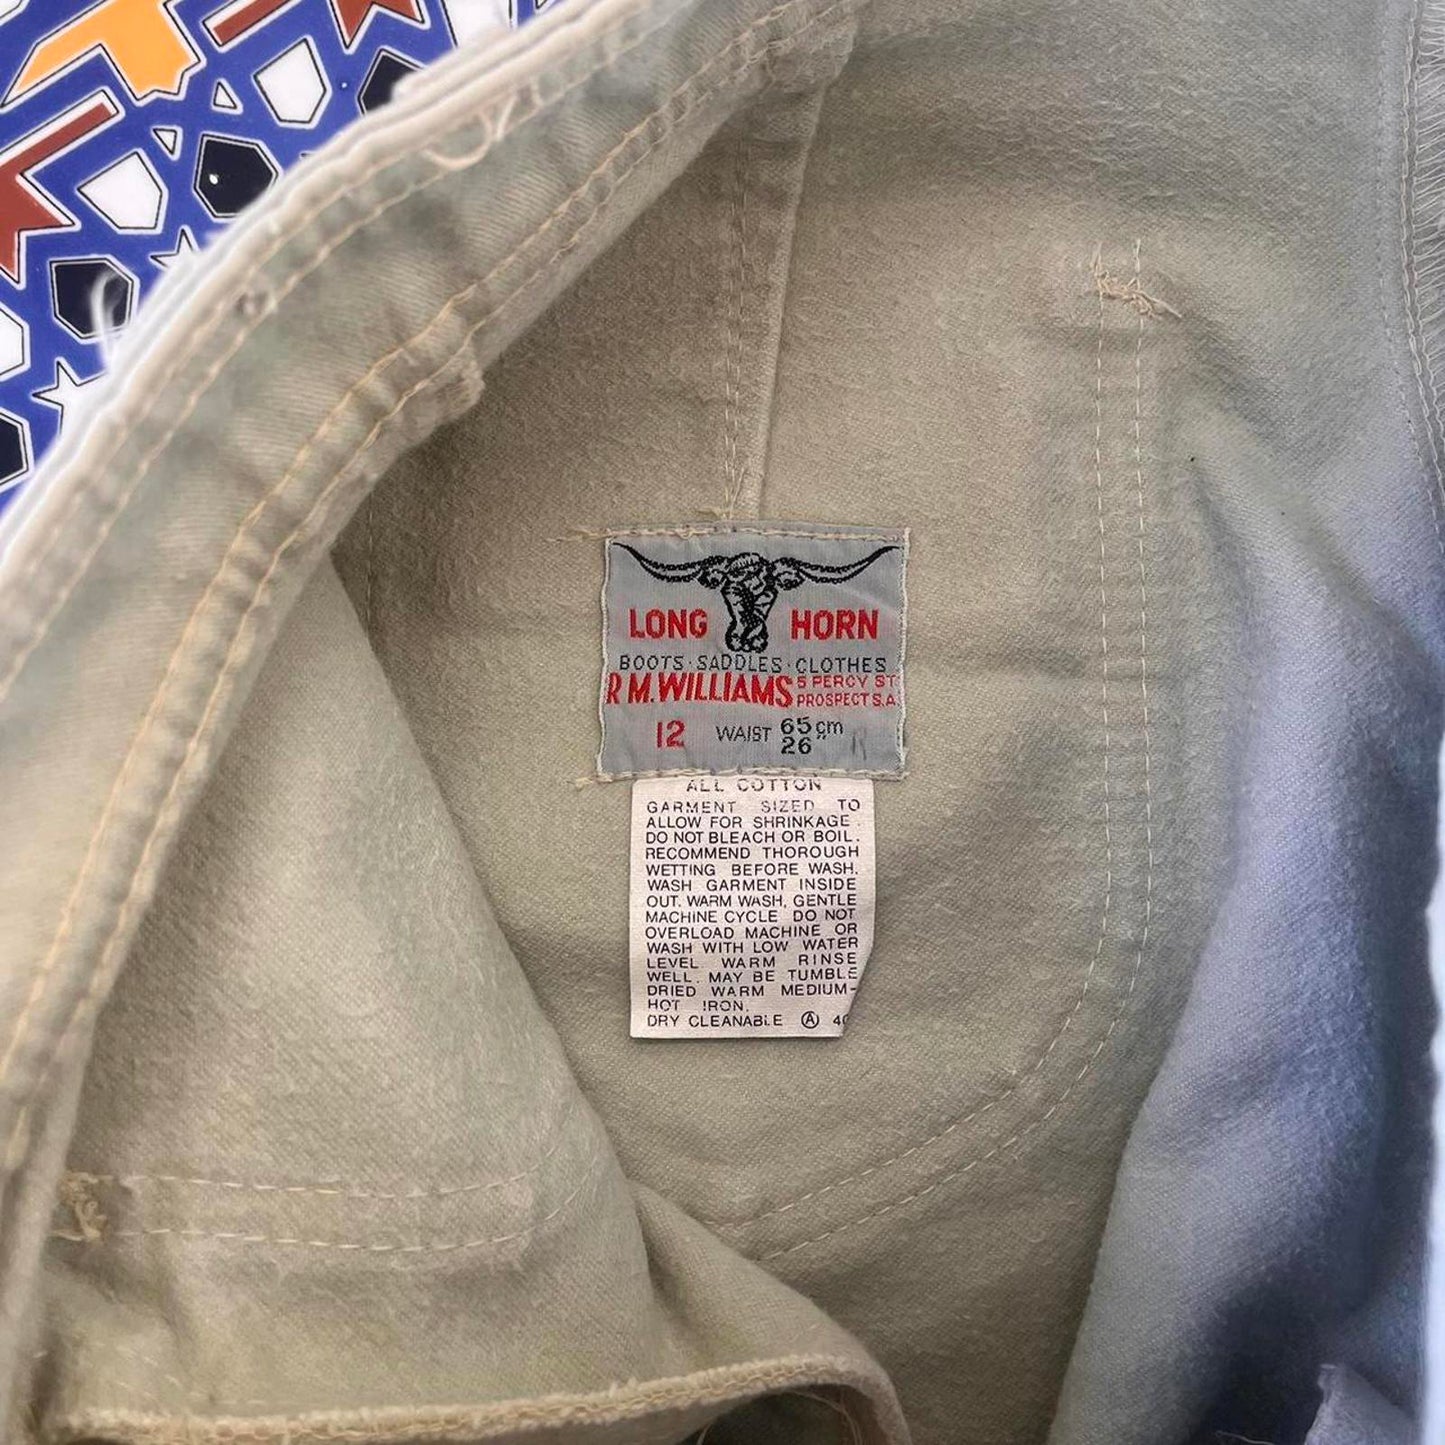 LONG HORN
BOOTS · SADDLES · CLOTHES
R M. WILLIAMS 5 PERCY ST
PROSPECT S.A.
12 WAIST 65 cm
26"
ALL COTTON
GARMENT SIZED TO
ALLOW FOR SHRINKAGE.
DO NOT BLEACH OR BOIL.
RECOMMEND THOROUGH
WETTING BEFORE WASH.
WASH GARMENT INSIDE
OUT. WARM WASH, GENTLE
MACHINE CYCLE DO NOT
OVERLOAD MACHINE OR
WASH WITH LOW WATER
LEVEL. WARM RINSE
WELL. MAY BE TUMBLE
DRIED WARM MEDIUM-
HOT IRON.
DRY CLEANABLE Ⓐ